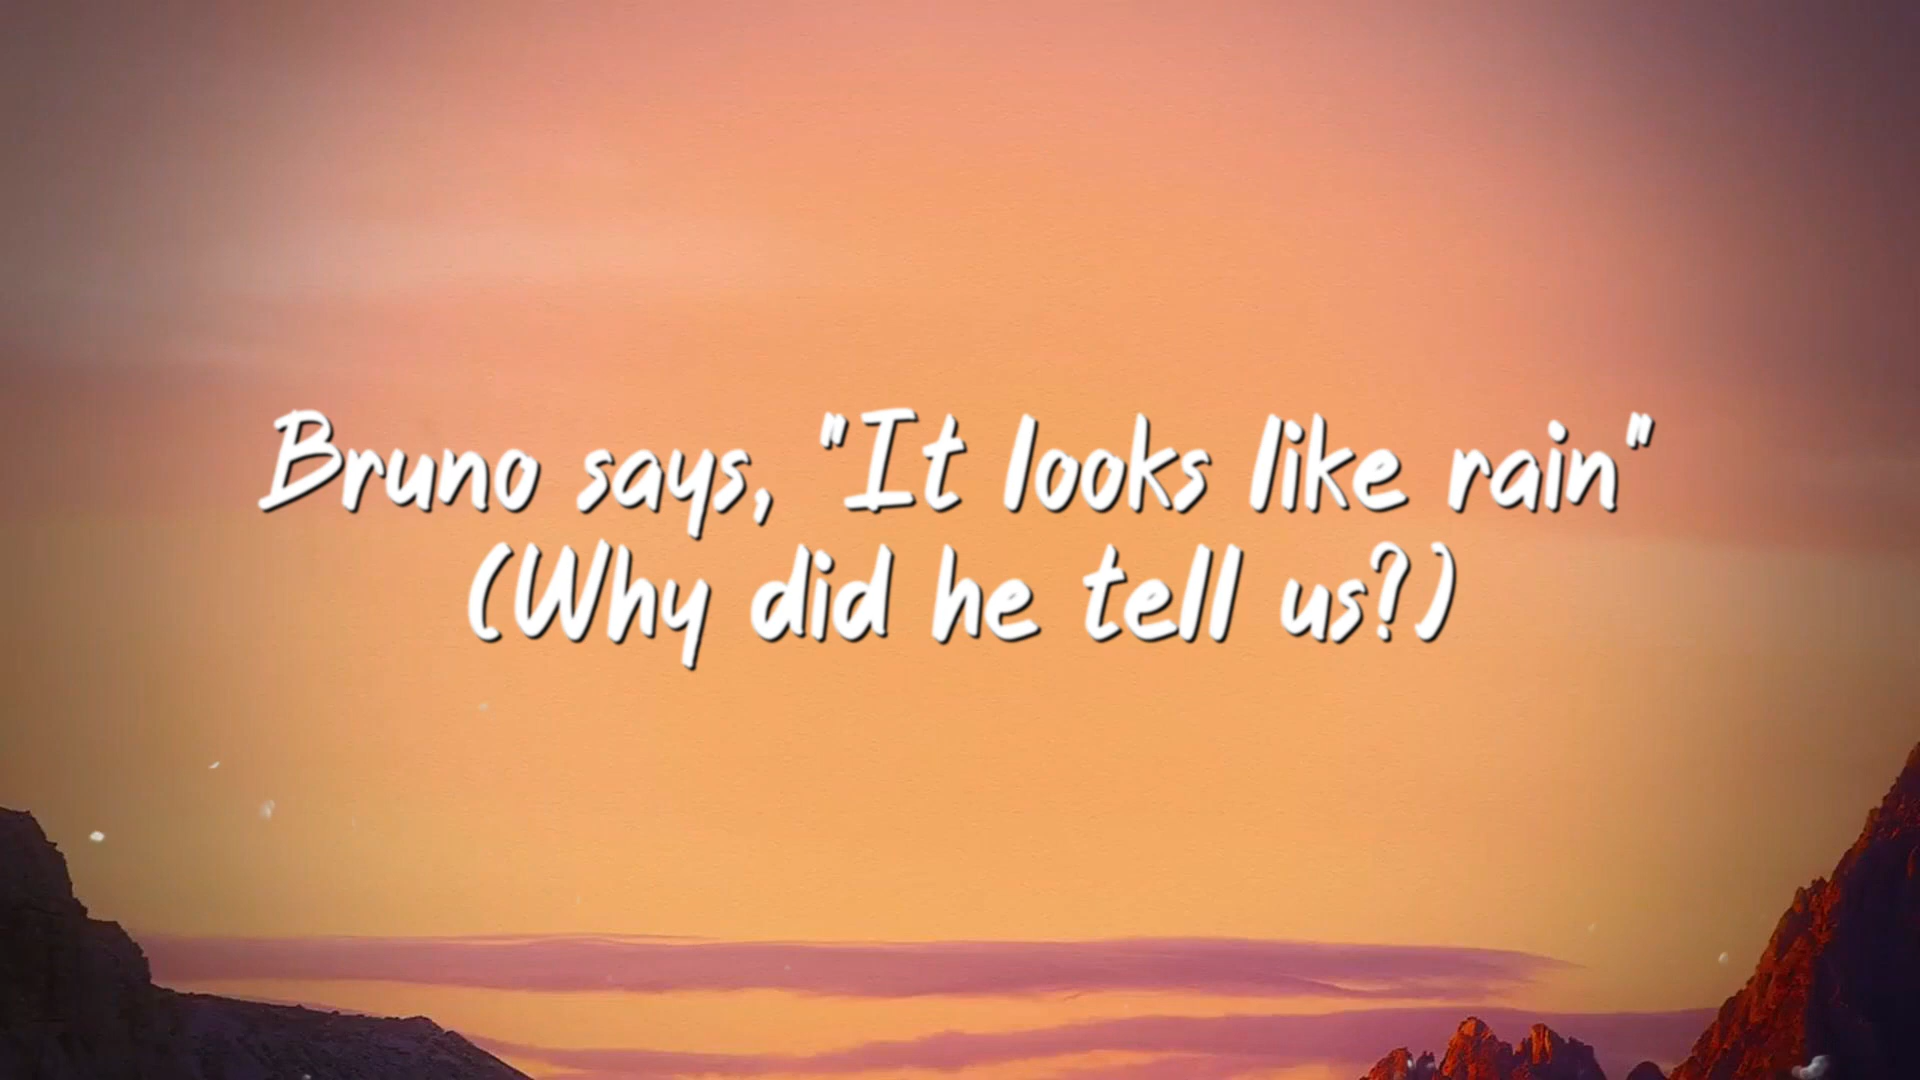 Bruno says, "It looks like rain"
(Why did he tell us?)